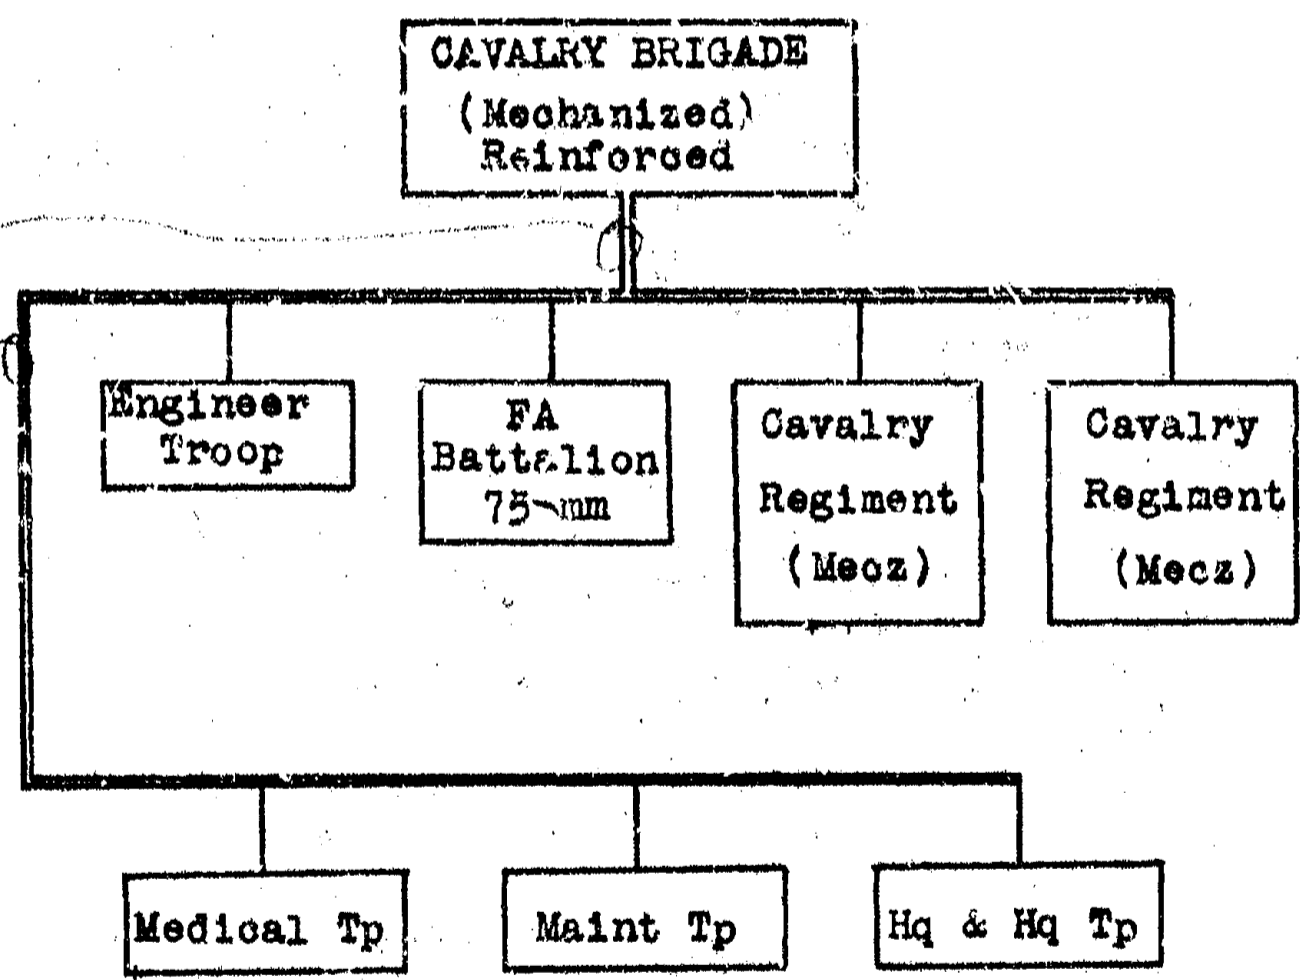 CAVALRY BRIGADE
(Mechanized)
Reinforced
Engineer
Troop
FA
Battalion
75-mm
Cavalry
Regiment
(Mecz)
Cavalry
Regiment
(Mecz)
Medical Tp
Maint Tp
Hq & Hq Tp